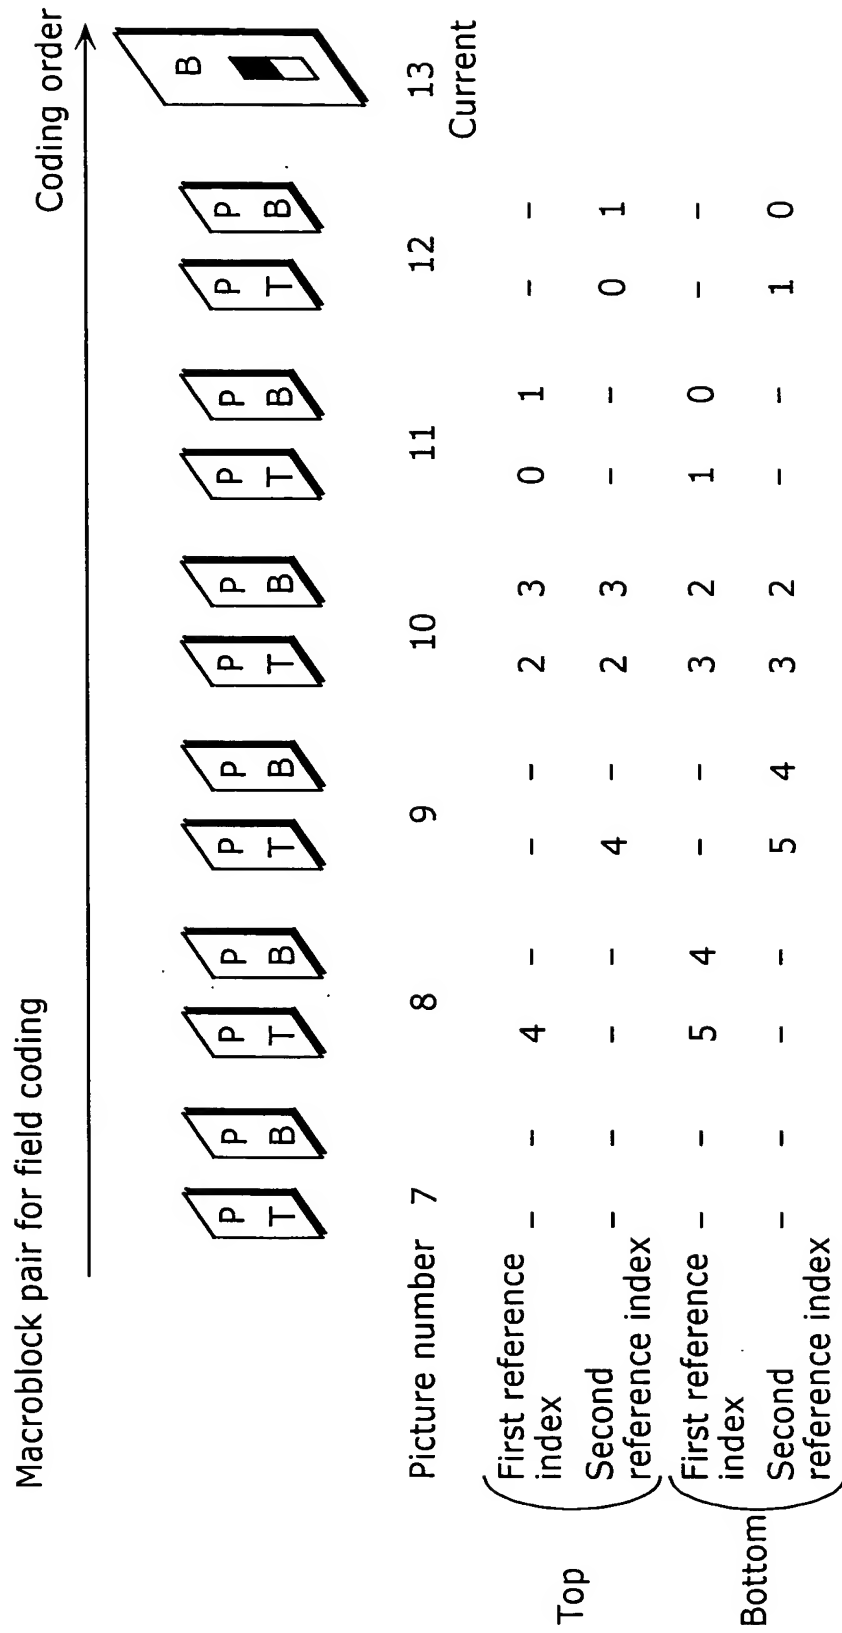 Macroblock pair for field coding
Coding order
P T P B P T P B P T P B P T P B P T P B P T P B B
Picture number 7 8 9 10 11 12 13
Current
Top
First reference index - - 4 - - - 2 3 0 1 - -
Second reference index - - - - 4 - 2 3 - - 0 1
Bottom
First reference index - - 5 4 - - 3 2 1 0 - -
Second reference index - - - - 5 4 3 2 - - 1 0